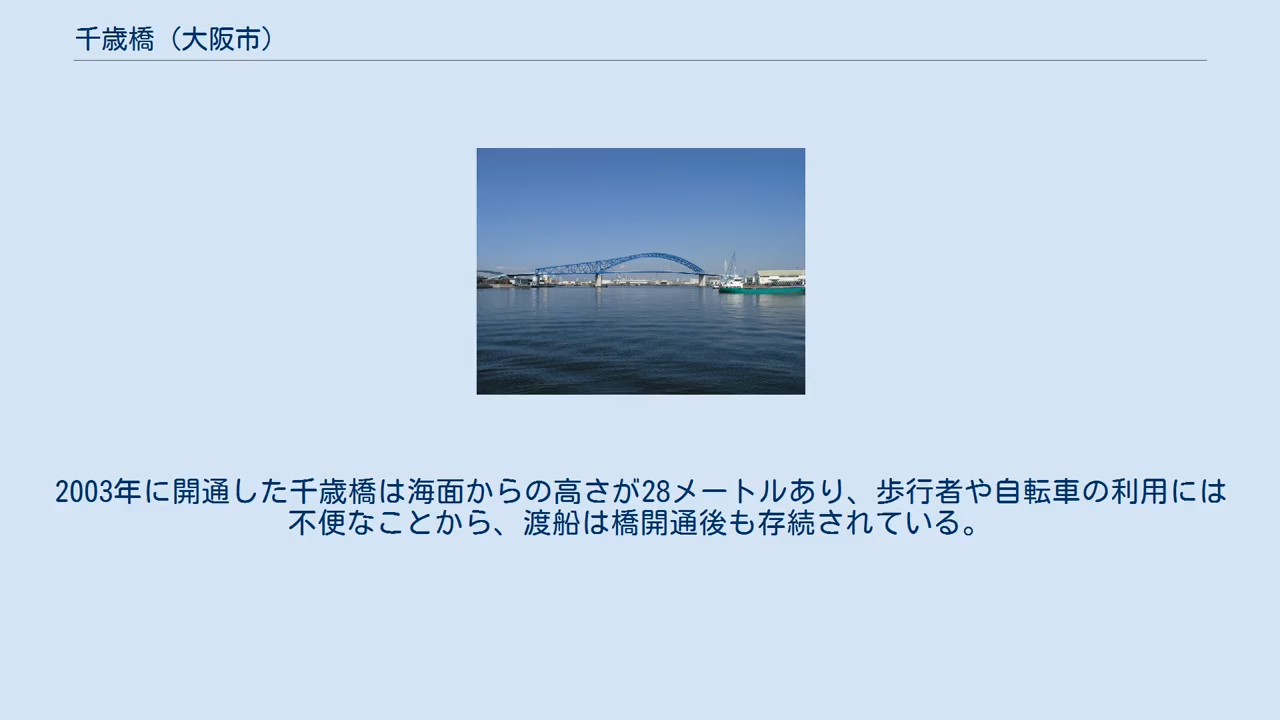 千歳橋（大阪市）
2003年に開通した千歳橋は海面からの高さが28メートルあり、歩行者や自転車の利用には
不便なことから、渡船は橋開通後も存続されている。